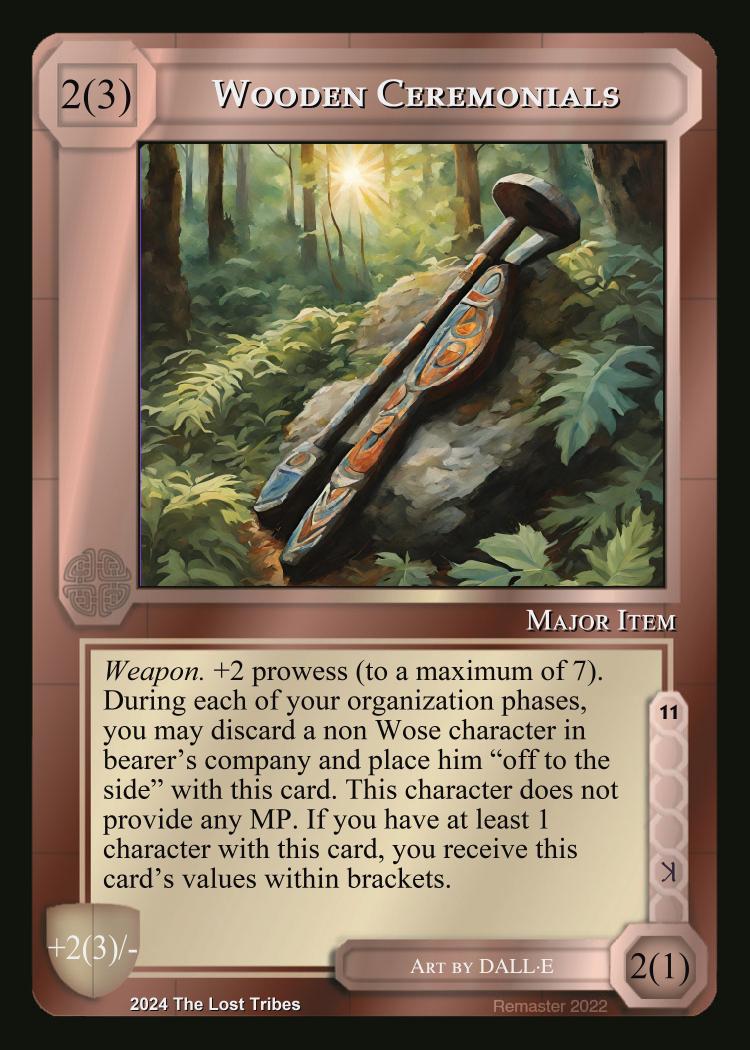 2(3)
Wooden Ceremonials
Major Item
Weapon. +2 prowess (to a maximum of 7).
During each of your organization phases,
you may discard a non Wose character in
bearer’s company and place him “off to the
side” with this card. This character does not
provide any MP. If you have at least 1
character with this card, you receive this
card’s values within brackets.
11
+2(3)/-
Art by DALL·E
2(1)
2024 The Lost Tribes
Remaster 2022